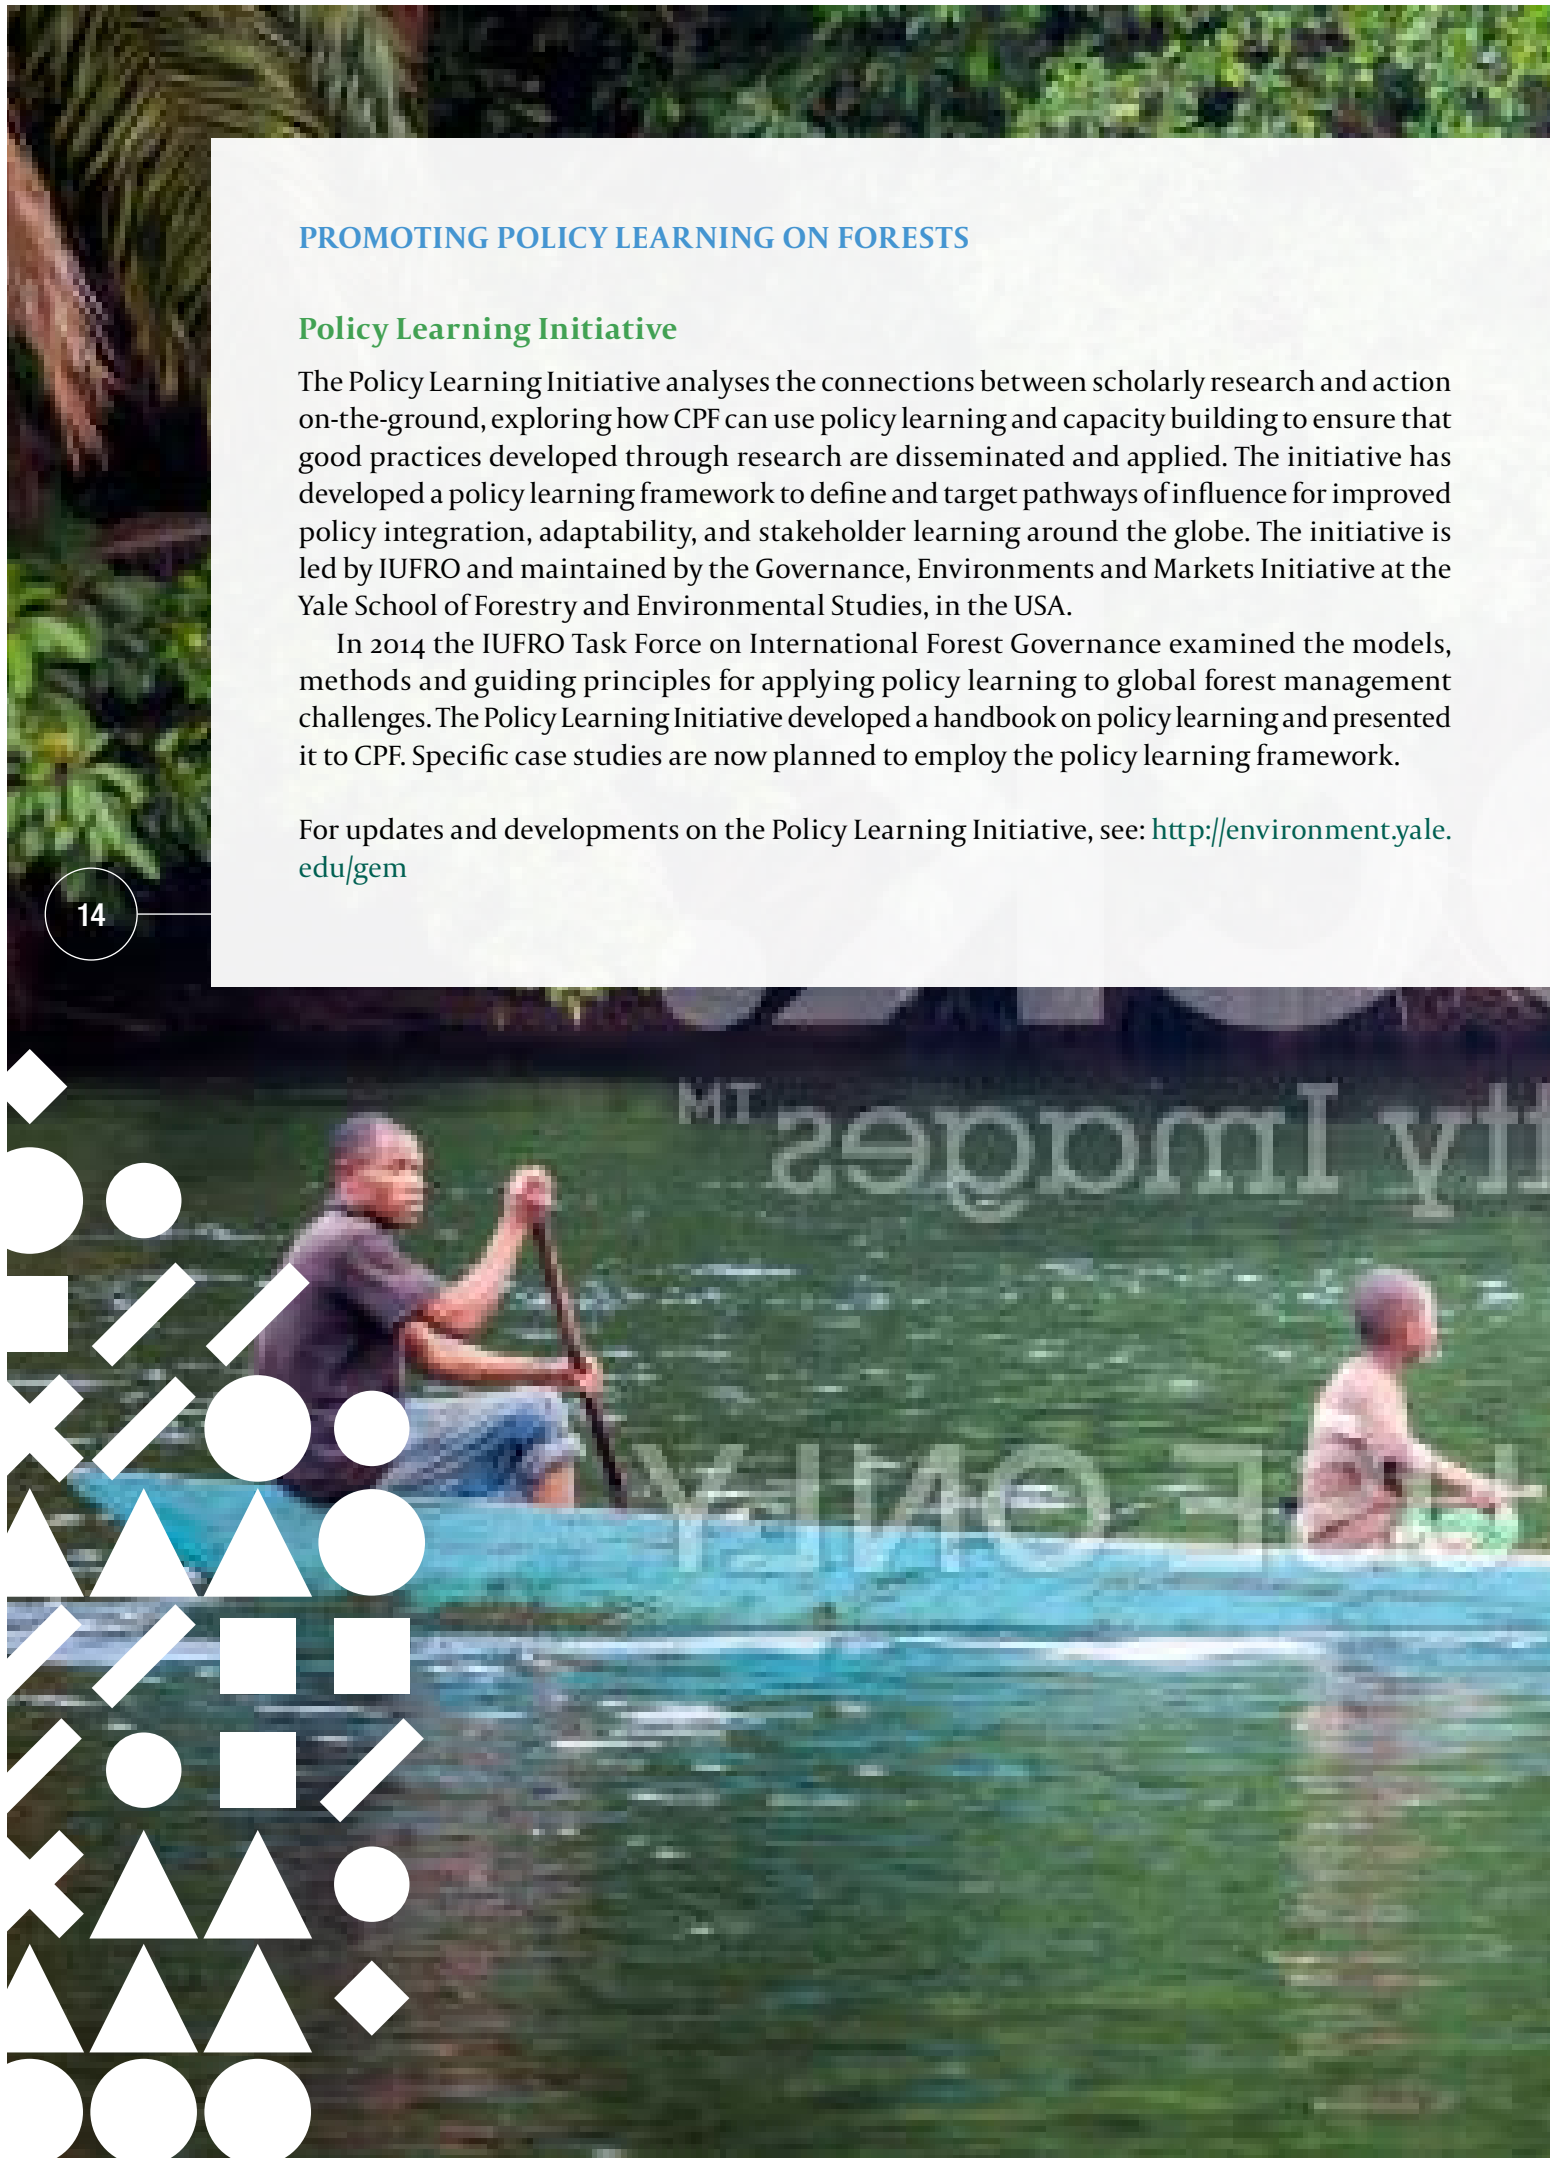 PROMOTING POLICY LEARNING ON FORESTS
Policy Learning Initiative
The Policy Learning Initiative analyses the connections between scholarly research and action
on-the-ground, exploring how CPF can use policy learning and capacity building to ensure that
good practices developed through research are disseminated and applied. The initiative has
developed a policy learning framework to define and target pathways of influence for improved
policy integration, adaptability, and stakeholder learning around the globe. The initiative is
led by IUFRO and maintained by the Governance, Environments and Markets Initiative at the
Yale School of Forestry and Environmental Studies, in the USA.
In 2014 the IUFRO Task Force on International Forest Governance examined the models,
methods and guiding principles for applying policy learning to global forest management
challenges. The Policy Learning Initiative developed a handbook on policy learning and presented
it to CPF. Specific case studies are now planned to employ the policy learning framework.
For updates and developments on the Policy Learning Initiative, see: http://environment.yale.
edu/gem
14
tty Images™
ONLY